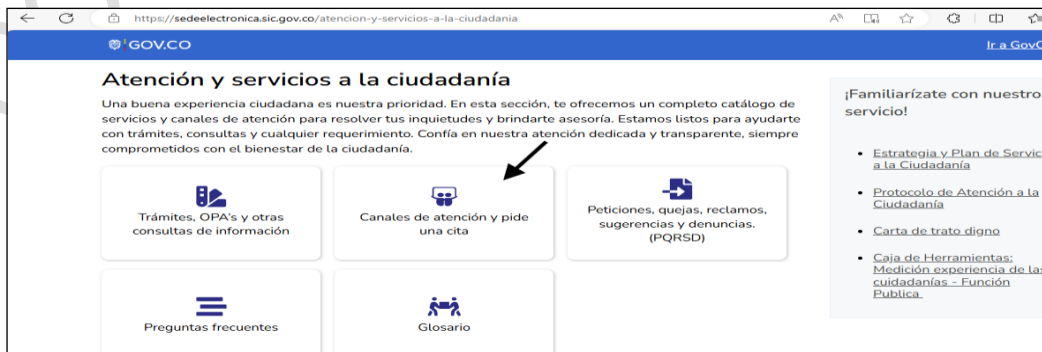 https://sedeelectronica.sic.gov.co/atencion-y-servicios-a-la-ciudadania
GOV.CO
Ir a GovC
Atención y servicios a la ciudadanía
Una buena experiencia ciudadana es nuestra prioridad. En esta sección, te ofrecemos un completo catálogo de
servicios y canales de atención para resolver tus inquietudes y brindarte asesoría. Estamos listos para ayudarte
con trámites, consultas y cualquier requerimiento. Confía en nuestra atención dedicada y transparente, siempre
comprometidos con el bienestar de la ciudadanía.
Trámites, OPA's y otras
consultas de información
Canales de atención y pide
una cita
Peticiones, quejas, reclamos,
sugerencias y denuncias.
(PQRSD)
Preguntas frecuentes
Glosario
¡Familiarízate con nuestro
servicio!
Estrategia y Plan de Servic
a la Ciudadanía
Protocolo de Atención a la
Ciudadanía
Carta de trato digno
Caja de Herramientas:
Medición experiencia de las
cuidadanías - Función
Publica